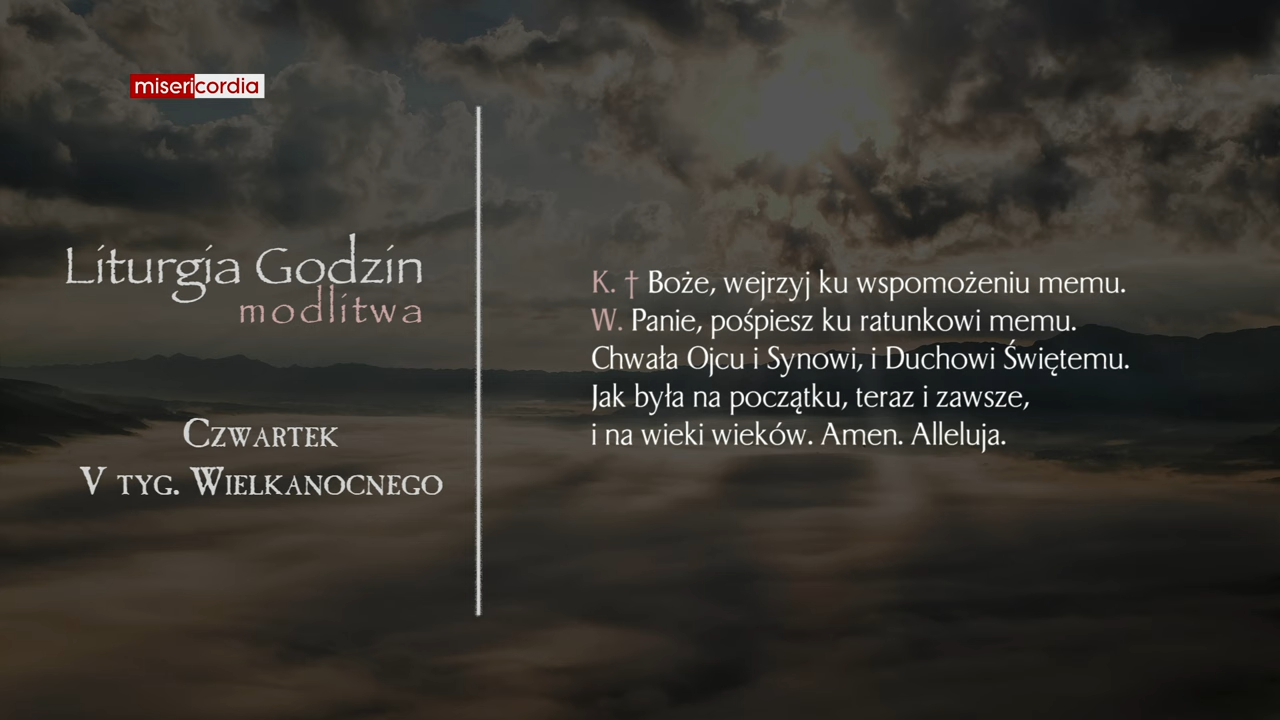 misericordia
Liturgia Godzin
modlitwa
Czwartek
V tyg. Wielkanocnego
K. † Boże, wejrzyj ku wspomożeniu memu.
W. Panie, pośpiesz ku ratunkowi memu.
Chwała Ojcu i Synowi, i Duchowi Świętemu.
Jak była na początku, teraz i zawsze,
i na wieki wieków. Amen. Alleluja.